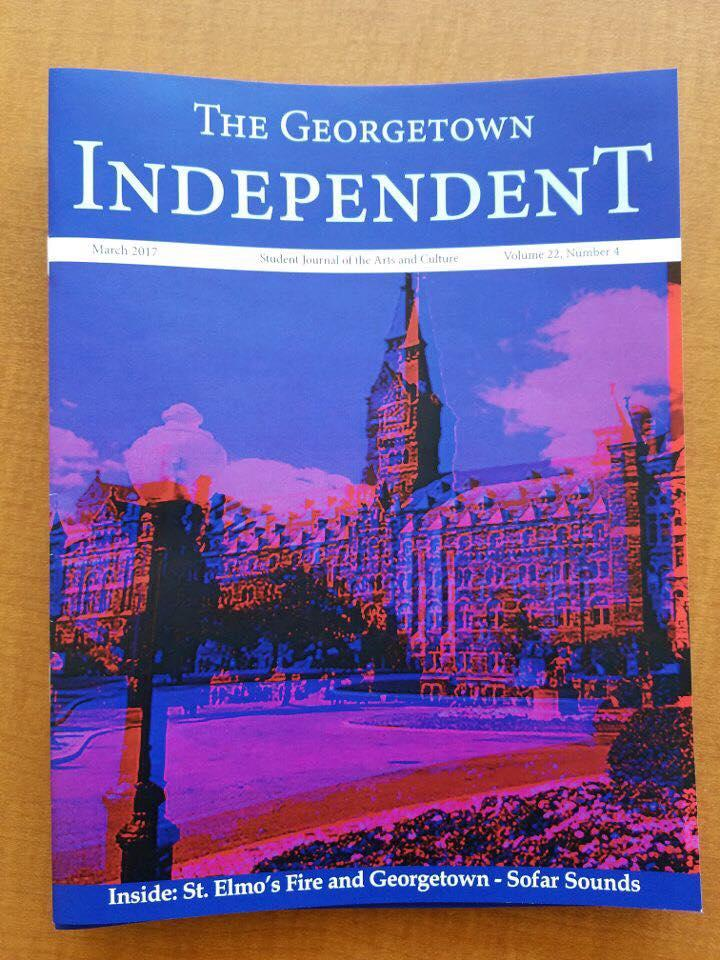 THE GEORGETOWN
INDEPENDENT
March 2017 Student Journal of the Arts and Culture Volume 22, Number 4
Inside: St. Elmo's Fire and Georgetown - Sofar Sounds